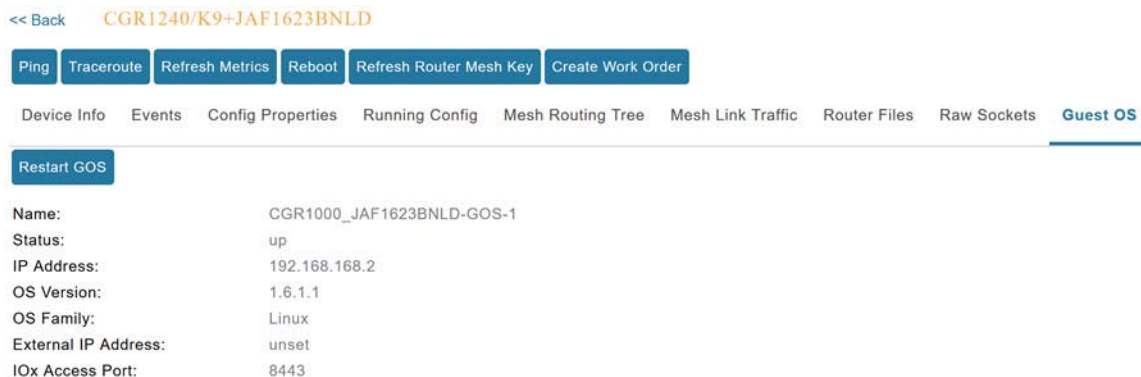 << Back CGR1240/K9+JAF1623BNLD
Ping Traceroute Refresh Metrics Reboot Refresh Router Mesh Key Create Work Order
Device Info Events Config Properties Running Config Mesh Routing Tree Mesh Link Traffic Router Files Raw Sockets Guest OS
Restart GOS
Name: CGR1000_JAF1623BNLD-GOS-1
Status: up
IP Address: 192.168.168.2
OS Version: 1.6.1.1
OS Family: Linux
External IP Address: unset
IOx Access Port: 8443